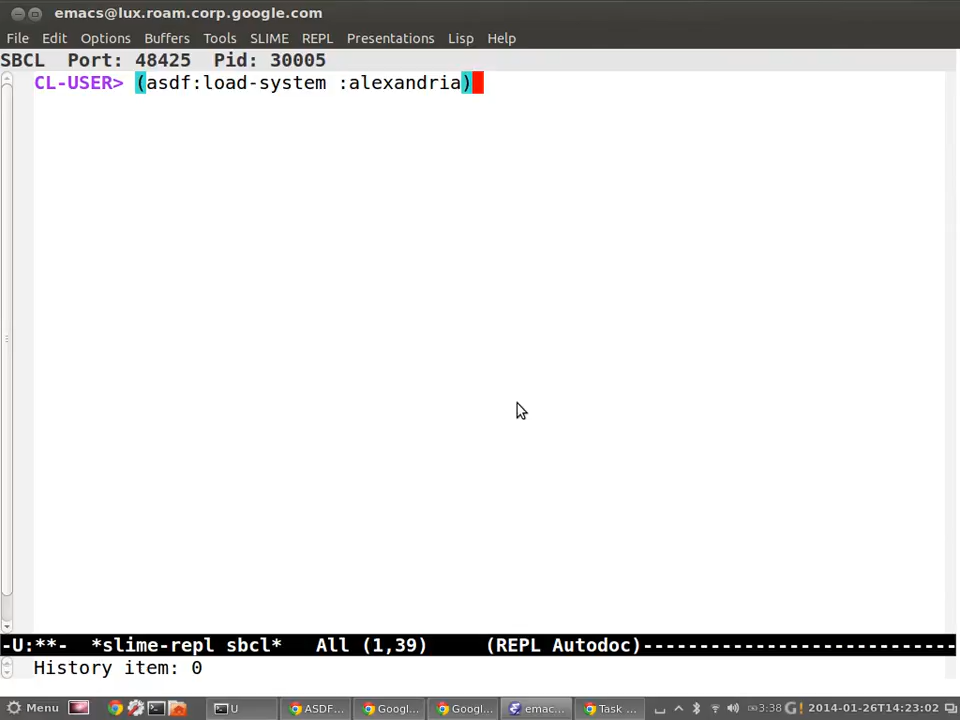 emacs@lux.roam.corp.google.com
File Edit Options Buffers Tools SLIME REPL Presentations Lisp Help
SBCL  Port: 48425  Pid: 30005
CL-USER> (asdf:load-system :alexandria)
-U:**-  *slime-repl sbcl*   All (1,39)     (REPL Autodoc)----------------------------
History item: 0
Menu U ASDF... Googl... Googl... emac... Task ... 3:38 G 2014-01-26T14:23:02